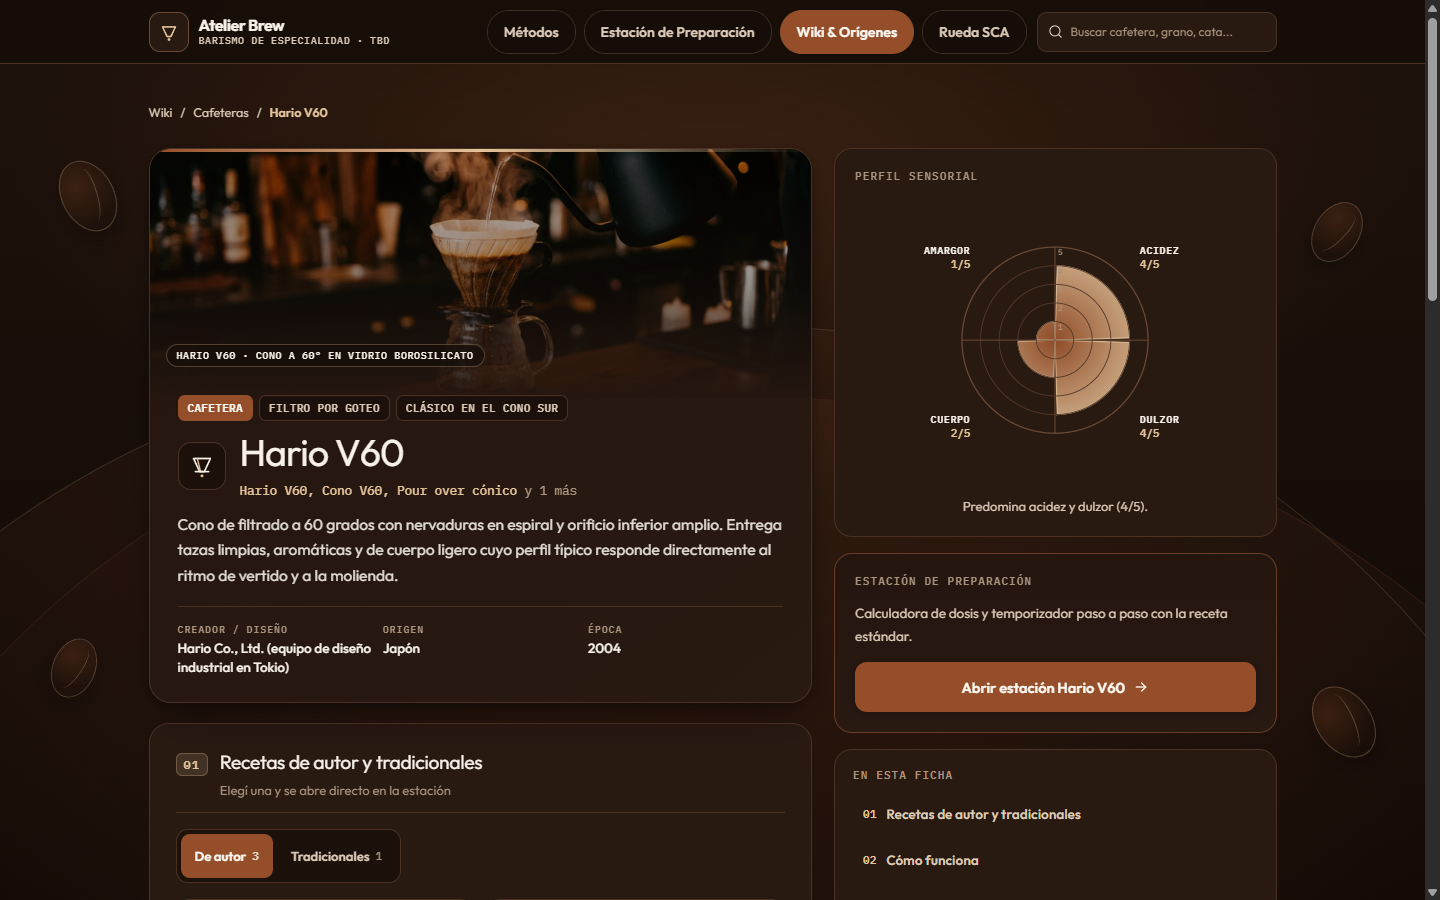 Atelier Brew
BARISMO DE ESPECIALIDAD · TBD
Métodos
Estación de Preparación
Wiki & Orígenes
Rueda SCA
Buscar cafetera, grano, cata...
Wiki / Cafeteras / Hario V60
HARIO V60 · CONO A 60° EN VIDRIO BOROSILICATO
CAFETERA
FILTRO POR GOTEO
CLÁSICO EN EL CONO SUR
Hario V60
Hario V60, Cono V60, Pour over cónico y 1 más
Cono de filtrado a 60 grados con nervaduras en espiral y orificio inferior amplio. Entrega
tazas limpias, aromáticas y de cuerpo ligero cuyo perfil típico responde directamente al
ritmo de vertido y a la molienda.
CREADOR / DISEÑO
Hario Co., Ltd. (equipo de diseño
industrial en Tokio)
ORIGEN
Japón
ÉPOCA
2004
01
Recetas de autor y tradicionales
Elegí una y se abre directo en la estación
De autor 3
Tradicionales 1
PERFIL SENSORIAL
AMARGOR
1/5
ACIDEZ
4/5
5
1
CUERPO
2/5
DULZOR
4/5
Predomina acidez y dulzor (4/5).
ESTACIÓN DE PREPARACIÓN
Calculadora de dosis y temporizador paso a paso con la receta
estándar.
Abrir estación Hario V60 →
EN ESTA FICHA
01 Recetas de autor y tradicionales
02 Cómo funciona